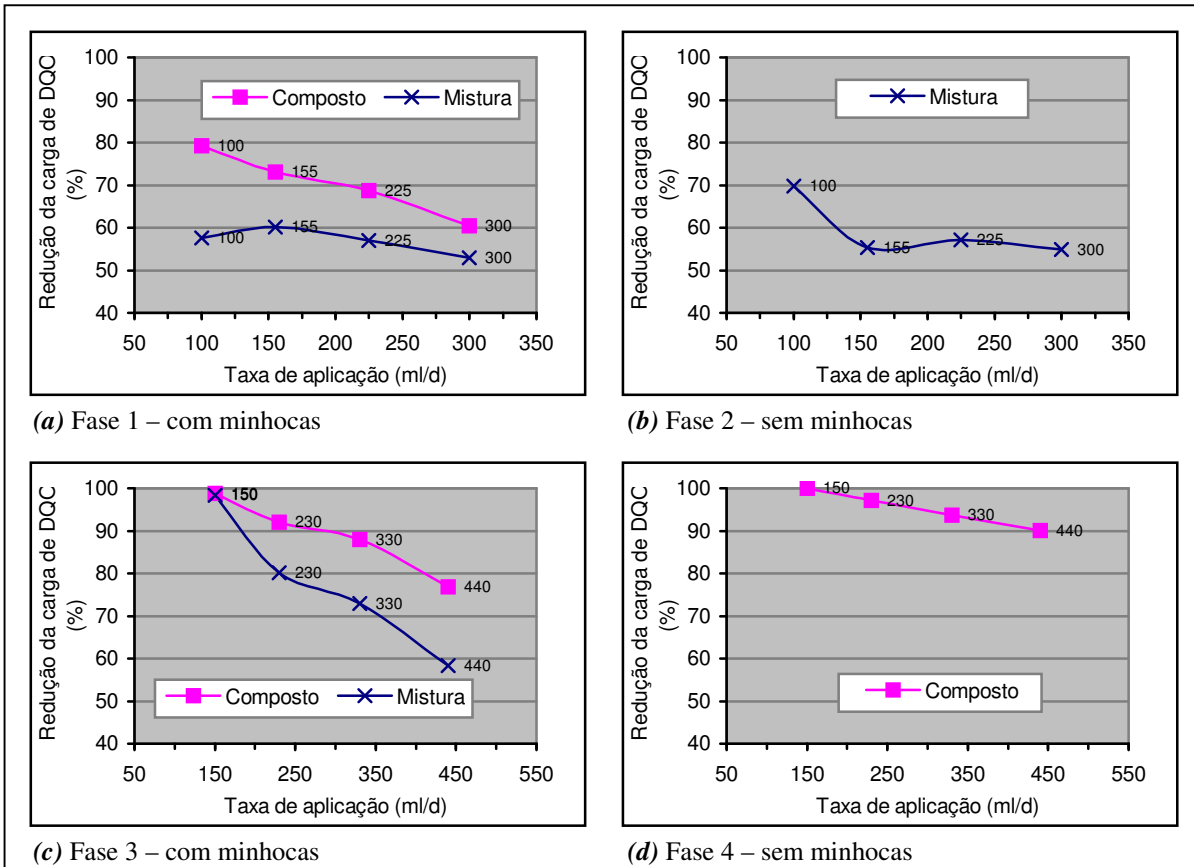 Redução da carga de DQC
(%)
100
90
80
70
60
50
40
Composto Mistura
100
155
225
300
100
155
225
300
50 100 150 200 250 300 350
Taxa de aplicação (ml/d)
(a) Fase 1 – com minhocas
Redução da carga de DQC
(%)
100
90
80
70
60
50
40
Mistura
100
155
225
300
50 100 150 200 250 300 350
Taxa de aplicação (ml/d)
(b) Fase 2 – sem minhocas
Redução da carga de DQC
(%)
100
90
80
70
60
50
40
150
150
230
330
440
230
330
440
Composto Mistura
50 150 250 350 450 550
Taxa de aplicação (ml/d)
(c) Fase 3 – com minhocas
Redução da carga de DQC
(%)
100
90
80
70
60
50
40
150
230
330
440
Composto
50 150 250 350 450 550
Taxa de aplicação (ml/d)
(d) Fase 4 – sem minhocas